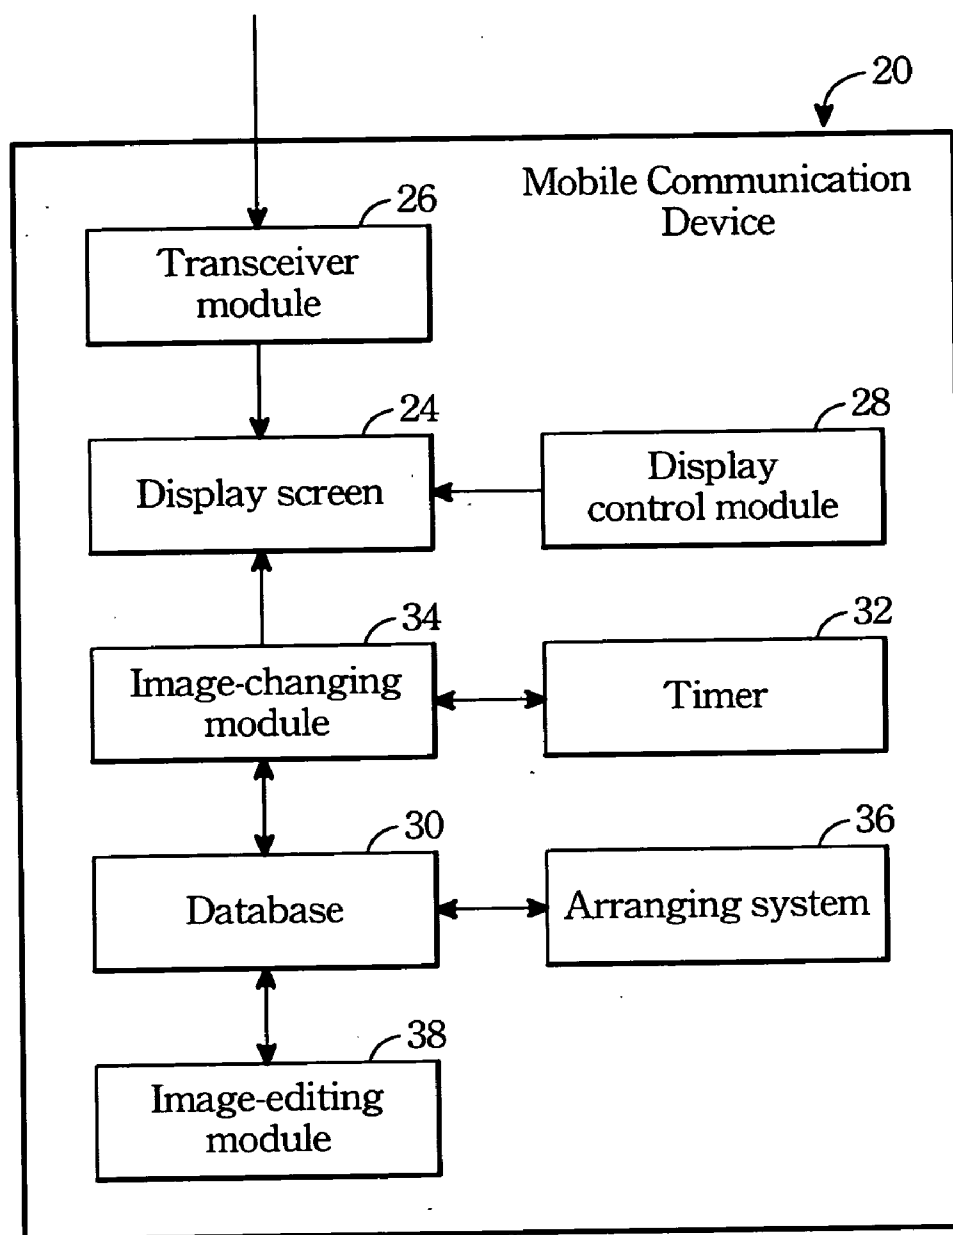 20
Mobile Communication
Device
26
Transceiver
module
24
Display screen
28
Display
control module
34
Image-changing
module
32
Timer
30
Database
36
Arranging system
38
Image-editing
module